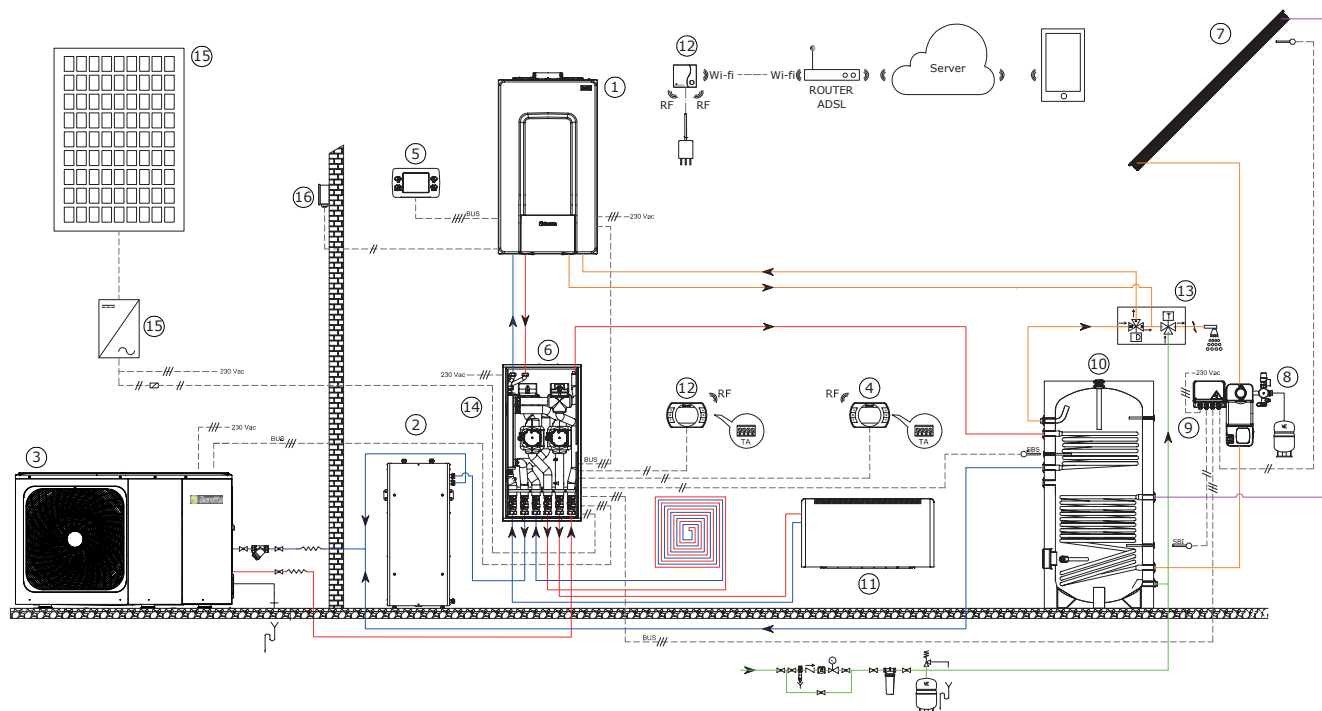 15
7
12
Wi-fi
Wi-fi
Server
RF
RF
ROUTER
ADSL
1
5
BUS
230 Vac
16
13
T
D
15
230 Vac
6
230 Vac
10
12
RF
TA
4
RF
TA
230 Vac
8
9
14
2
230 Vac
BUS
BUS
SBS
3
SBI
11
BUS